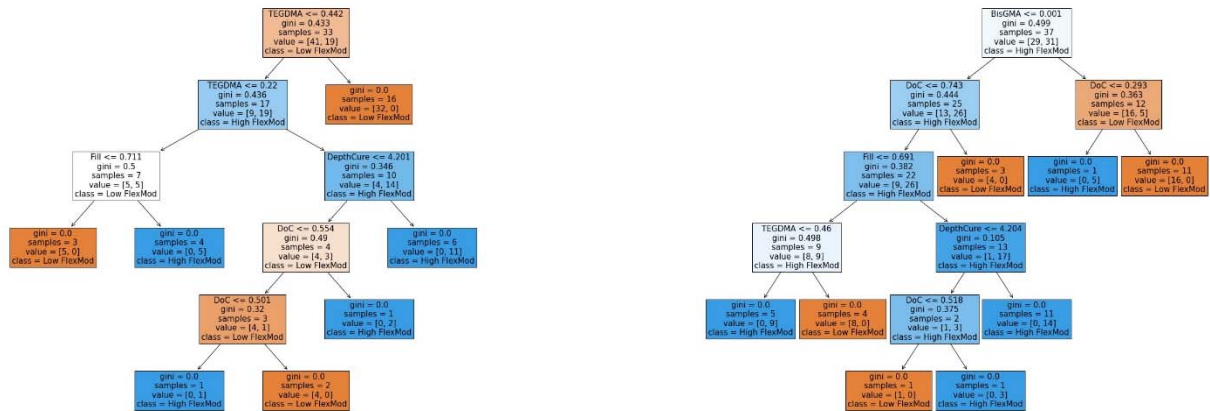 TEGDMA <= 0.442
gini = 0.433
samples = 33
value = [41, 19]
class = Low FlexMod
TEGDMA <= 0.22
gini = 0.436
samples = 17
value = [9, 19]
class = High FlexMod
gini = 0.0
samples = 16
value = [32, 0]
class = Low FlexMod
Fill <= 0.711
gini = 0.5
samples = 7
value = [5, 5]
class = Low FlexMod
DepthCure <= 4.201
gini = 0.346
samples = 10
value = [4, 14]
class = High FlexMod
gini = 0.0
samples = 3
value = [5, 0]
class = Low FlexMod
gini = 0.0
samples = 4
value = [0, 5]
class = High FlexMod
DoC <= 0.554
gini = 0.49
samples = 4
value = [4, 3]
class = Low FlexMod
gini = 0.0
samples = 6
value = [0, 11]
class = High FlexMod
DoC <= 0.501
gini = 0.32
samples = 3
value = [4, 1]
class = Low FlexMod
gini = 0.0
samples = 1
value = [0, 2]
class = High FlexMod
gini = 0.0
samples = 1
value = [0, 1]
class = High FlexMod
gini = 0.0
samples = 2
value = [4, 0]
class = Low FlexMod
BisGMA <= 0.001
gini = 0.499
samples = 37
value = [29, 31]
class = High FlexMod
DoC <= 0.743
gini = 0.444
samples = 25
value = [13, 26]
class = High FlexMod
DoC <= 0.293
gini = 0.363
samples = 12
value = [16, 5]
class = Low FlexMod
Fill <= 0.691
gini = 0.382
samples = 22
value = [9, 26]
class = High FlexMod
gini = 0.0
samples = 3
value = [4, 0]
class = Low FlexMod
gini = 0.0
samples = 1
value = [0, 5]
class = High FlexMod
gini = 0.0
samples = 11
value = [16, 0]
class = Low FlexMod
TEGDMA <= 0.46
gini = 0.498
samples = 9
value = [8, 9]
class = High FlexMod
DepthCure <= 4.204
gini = 0.105
samples = 13
value = [1, 17]
class = High FlexMod
gini = 0.0
samples = 5
value = [0, 9]
class = High FlexMod
gini = 0.0
samples = 4
value = [8, 0]
class = Low FlexMod
DoC <= 0.518
gini = 0.375
samples = 2
value = [1, 3]
class = High FlexMod
gini = 0.0
samples = 11
value = [0, 14]
class = High FlexMod
gini = 0.0
samples = 1
value = [1, 0]
class = Low FlexMod
gini = 0.0
samples = 1
value = [0, 3]
class = High FlexMod